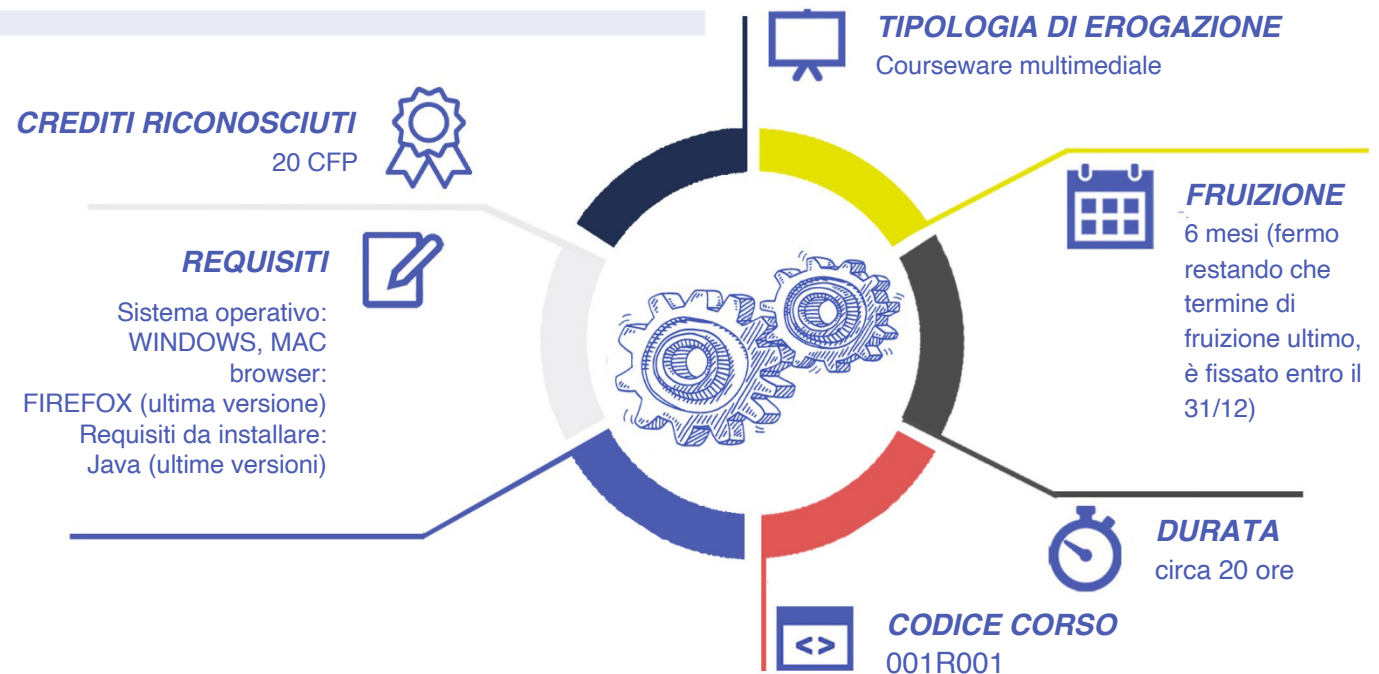 TIPOLOGIA DI EROGAZIONE
Courseware multimediale
CREDITI RICONOSCIUTI
20 CFP
FRUIZIONE
6 mesi (fermo
restando che
termine di
fruizione ultimo,
è fissato entro il
31/12)
REQUISITI
Sistema operativo:
WINDOWS, MAC
browser:
FIREFOX (ultima versione)
Requisiti da installare:
Java (ultime versioni)
DURATA
circa 20 ore
CODICE CORSO
001R001